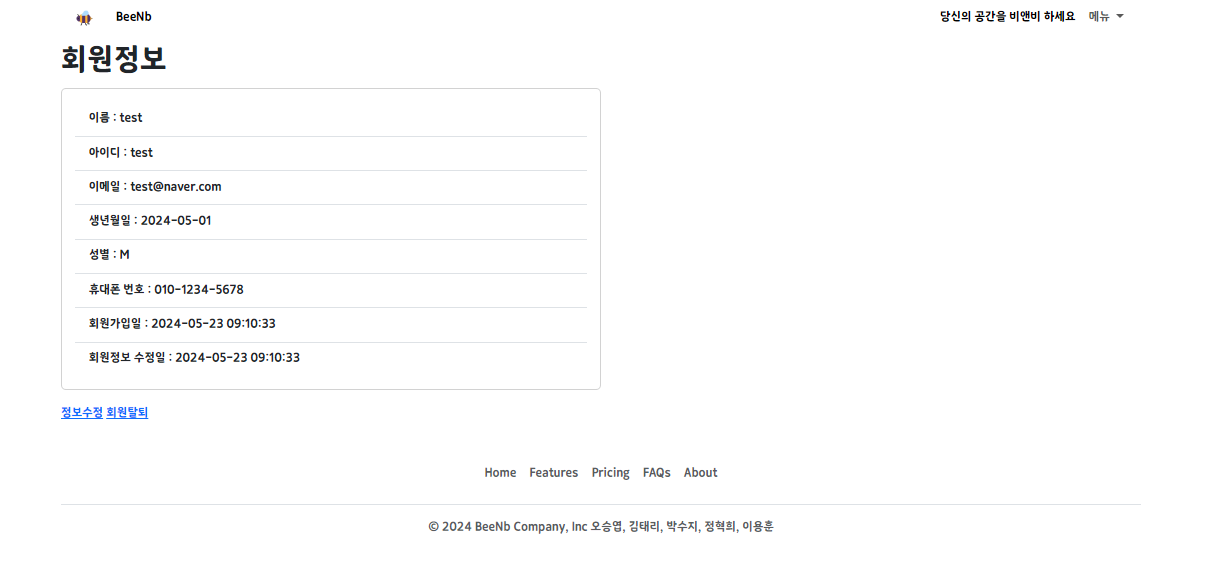 BeeNb 당신의 공간을 비앤비 하세요 메뉴
회원정보
이름 : test
아이디 : test
이메일 : test@naver.com
생년월일 : 2024-05-01
성별 : M
휴대폰 번호 : 010-1234-5678
회원가입일 : 2024-05-23 09:10:33
회원정보 수정일 : 2024-05-23 09:10:33
정보수정 회원탈퇴
Home Features Pricing FAQs About
© 2024 BeeNb Company, Inc 오승엽, 김태리, 박수지, 정혁희, 이용훈